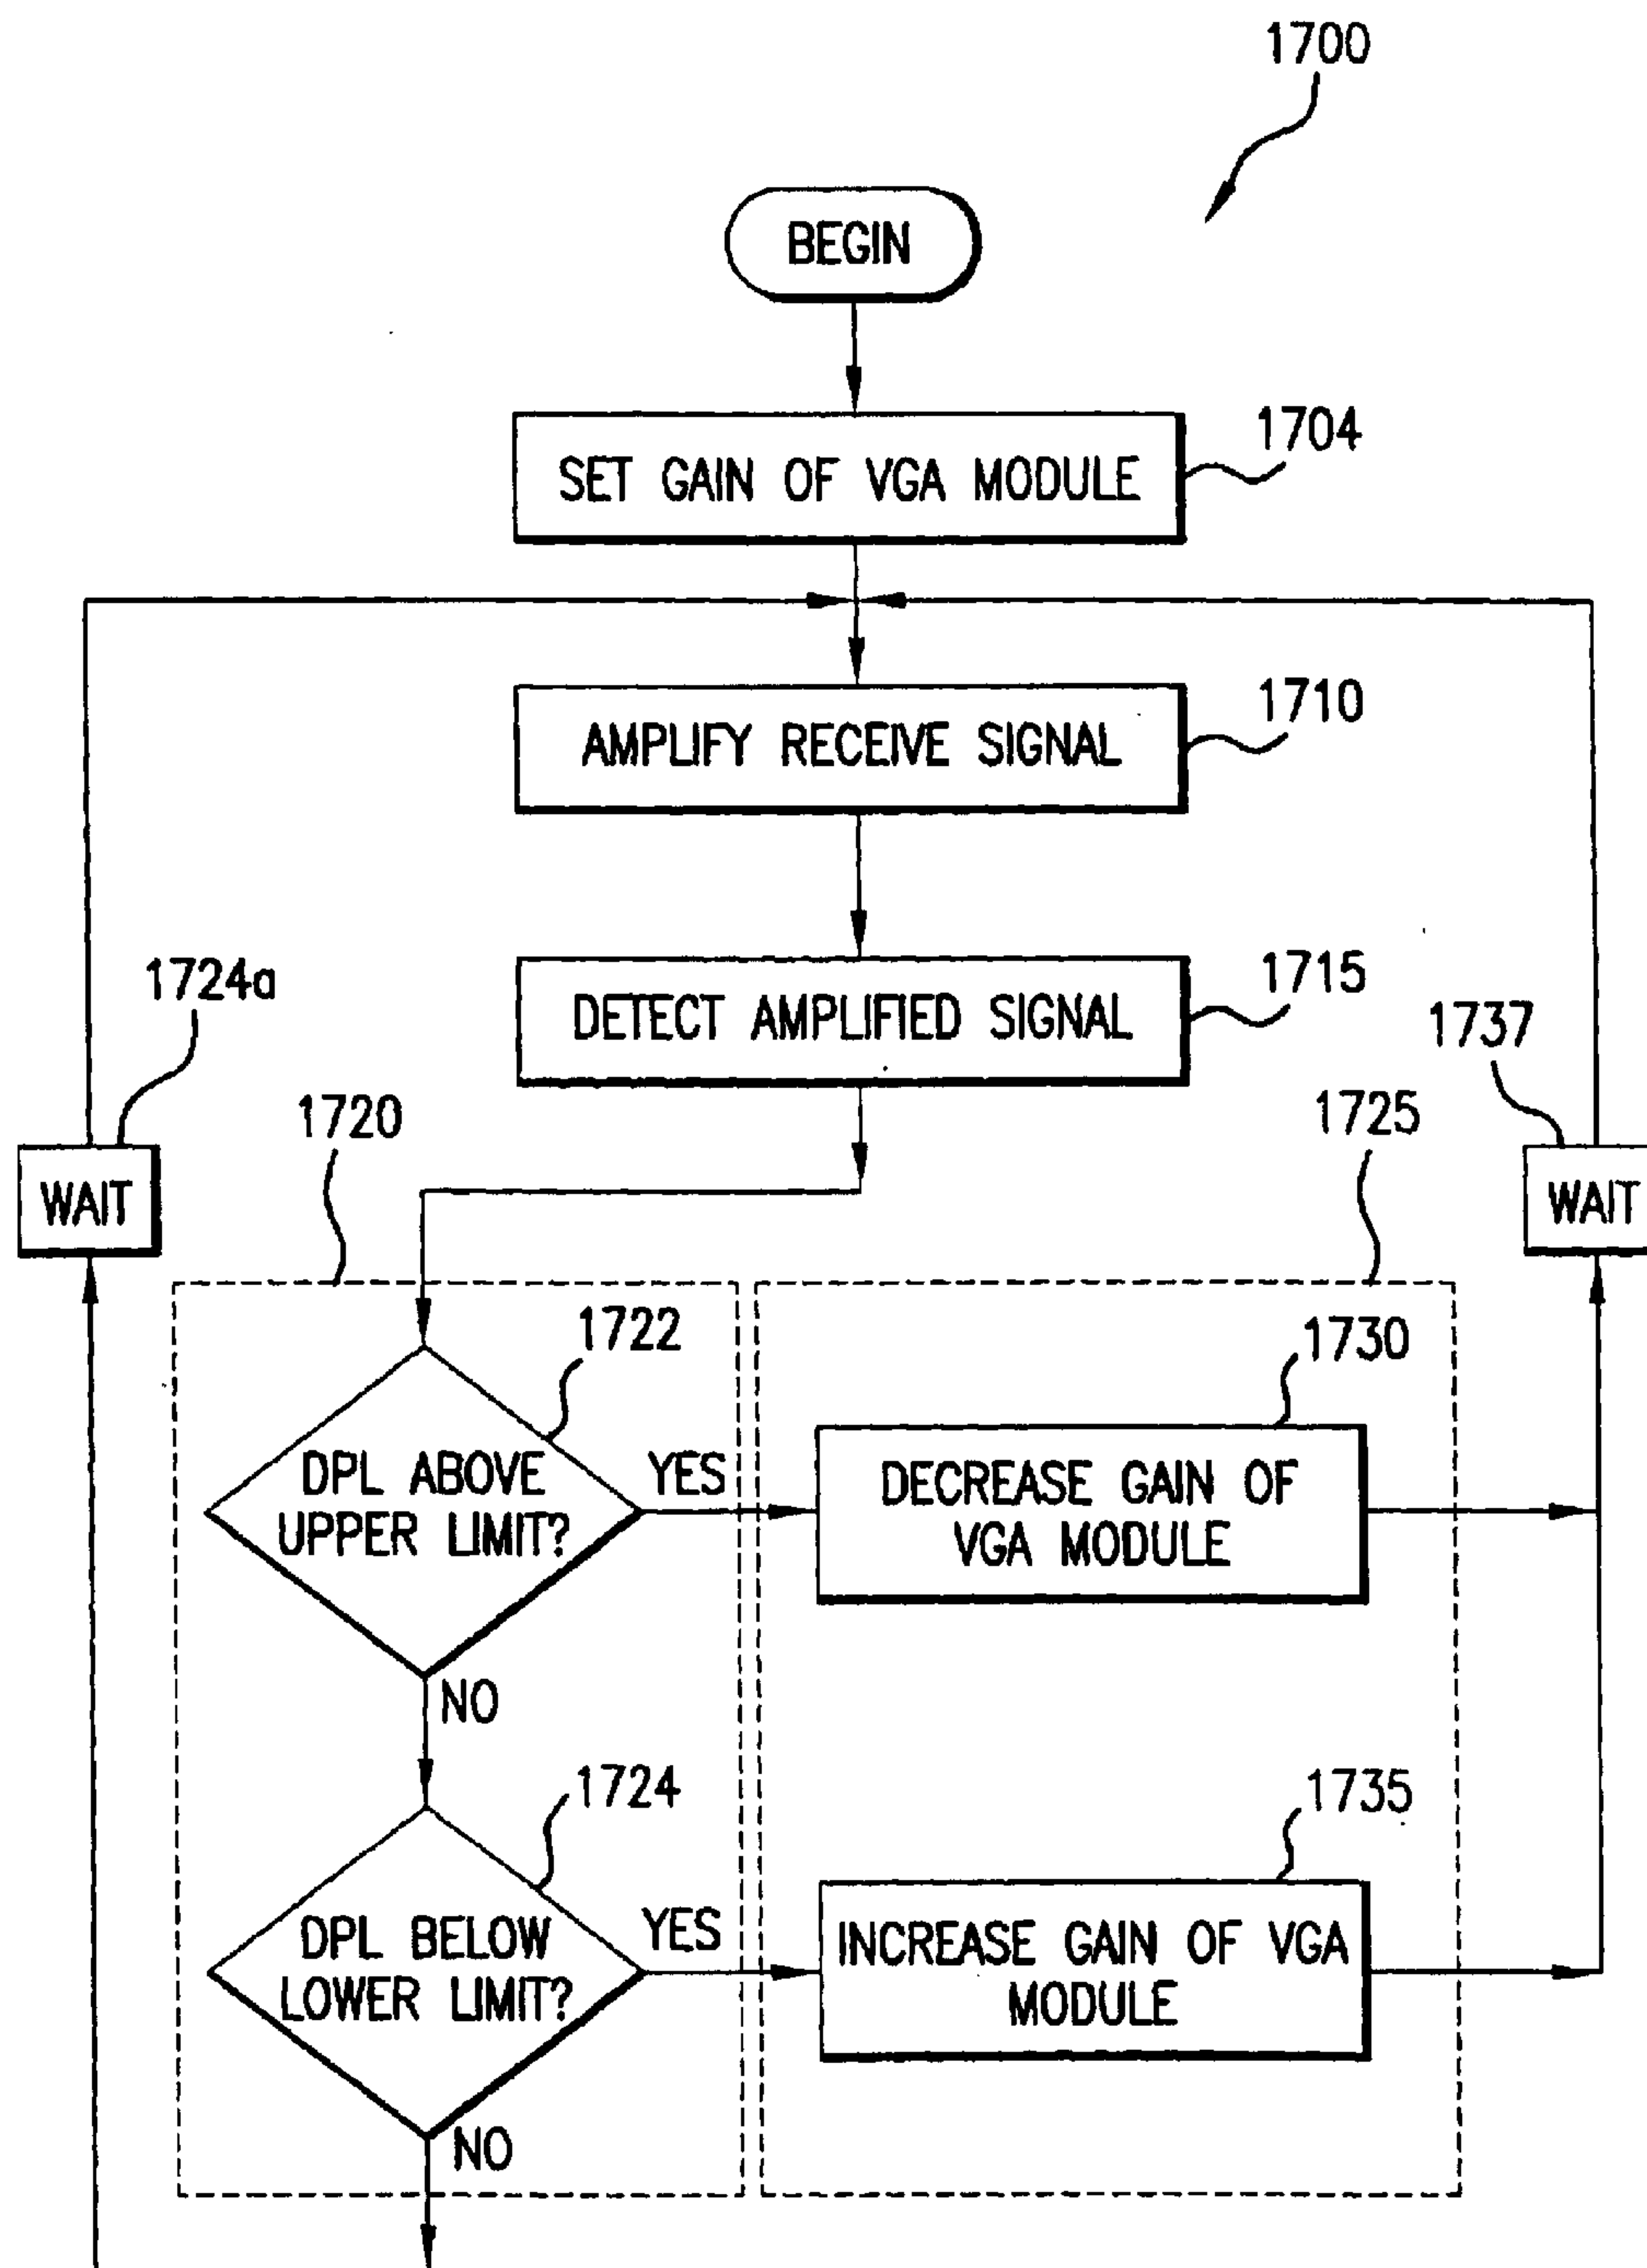 1700
BEGIN
1704
SET GAIN OF VGA MODULE
1710
AMPLIFY RECEIVE SIGNAL
1715
DETECT AMPLIFIED SIGNAL
1724a
WAIT
1737
WAIT
1720
1725
1722
DPL ABOVE
UPPER LIMIT?
YES
1730
DECREASE GAIN OF
VGA MODULE
NO
1724
DPL BELOW
LOWER LIMIT?
YES
1735
INCREASE GAIN OF VGA
MODULE
NO